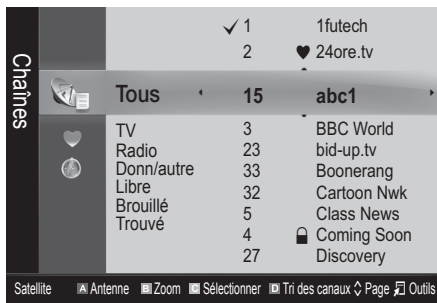 Chaînes
1 1futech
2 24ore.tv
Tous 15 abc1
TV 3 BBC World
Radio 23 bid-up.tv
Donn/autre 33 Boonerang
Libre 32 Cartoon Nwk
Brouillé 5 Class News
Trouvé 4 Coming Soon
27 Discovery
Satellite A Antenne B Zoom C Sélectionner D Tri des canaux Page Outils